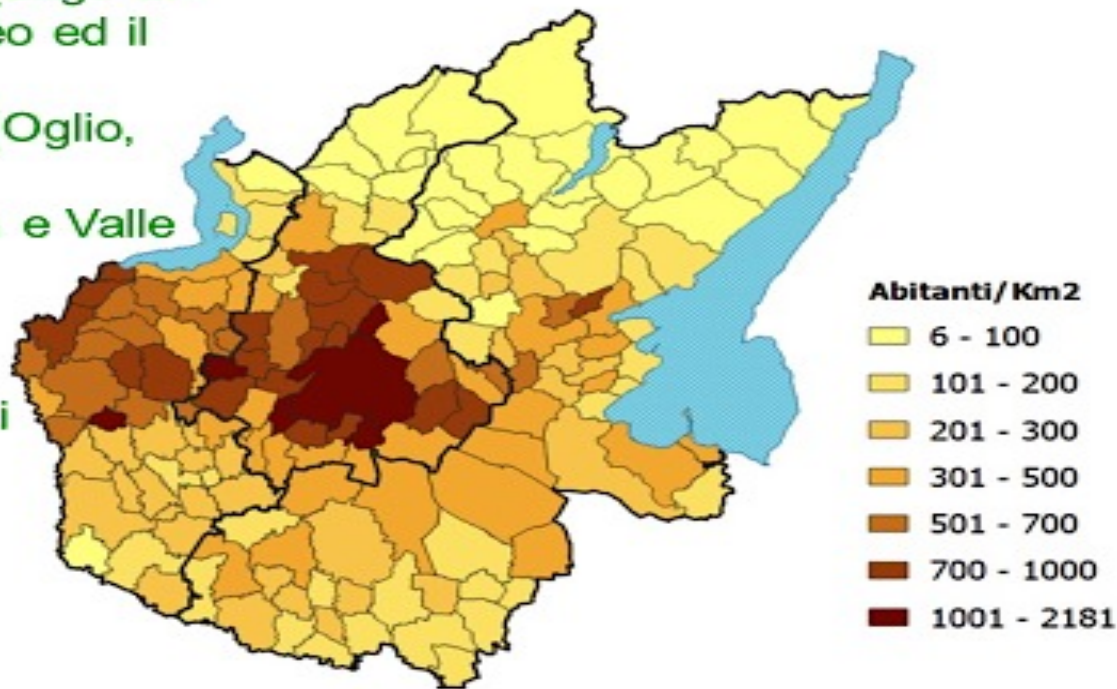 eo ed il
Oglio,
e Valle
i
Abitanti/Km2
6 - 100
101 - 200
201 - 300
301 - 500
501 - 700
700 - 1000
1001 - 2181